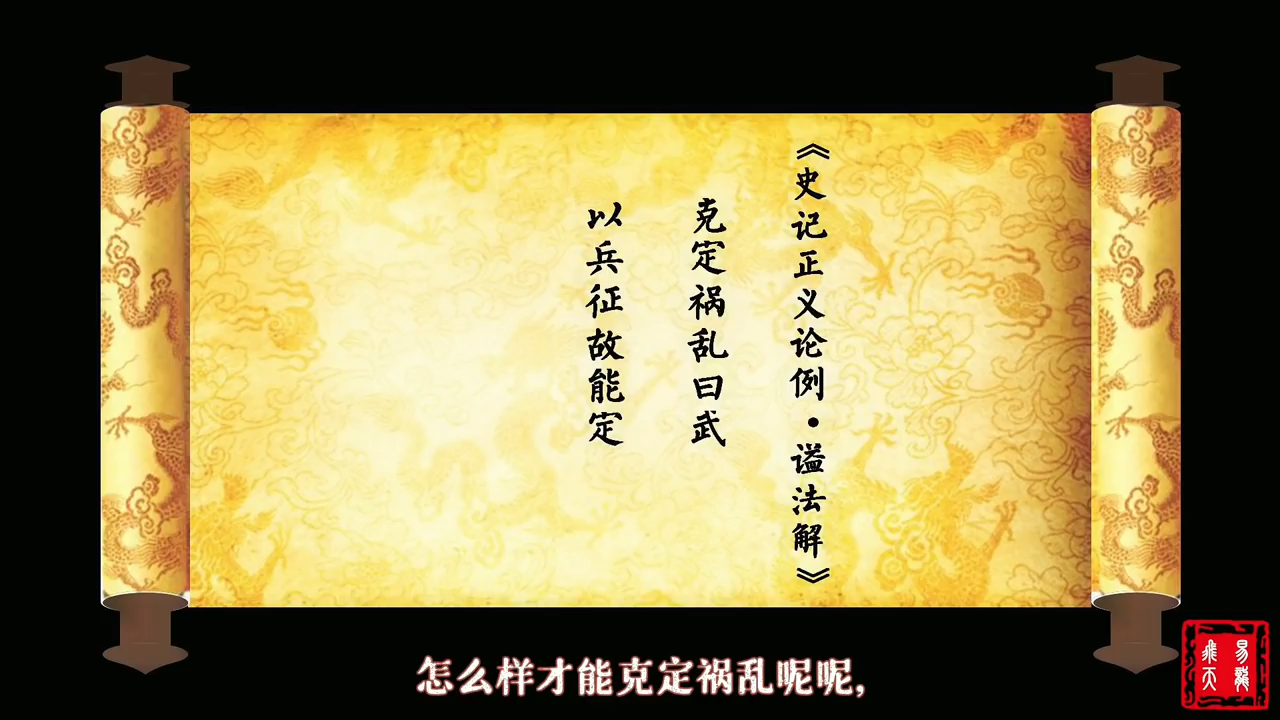 《史记正义论例·谥法解》
克定祸乱曰武
以兵征故能定
怎么样才能克定祸乱呢呢,